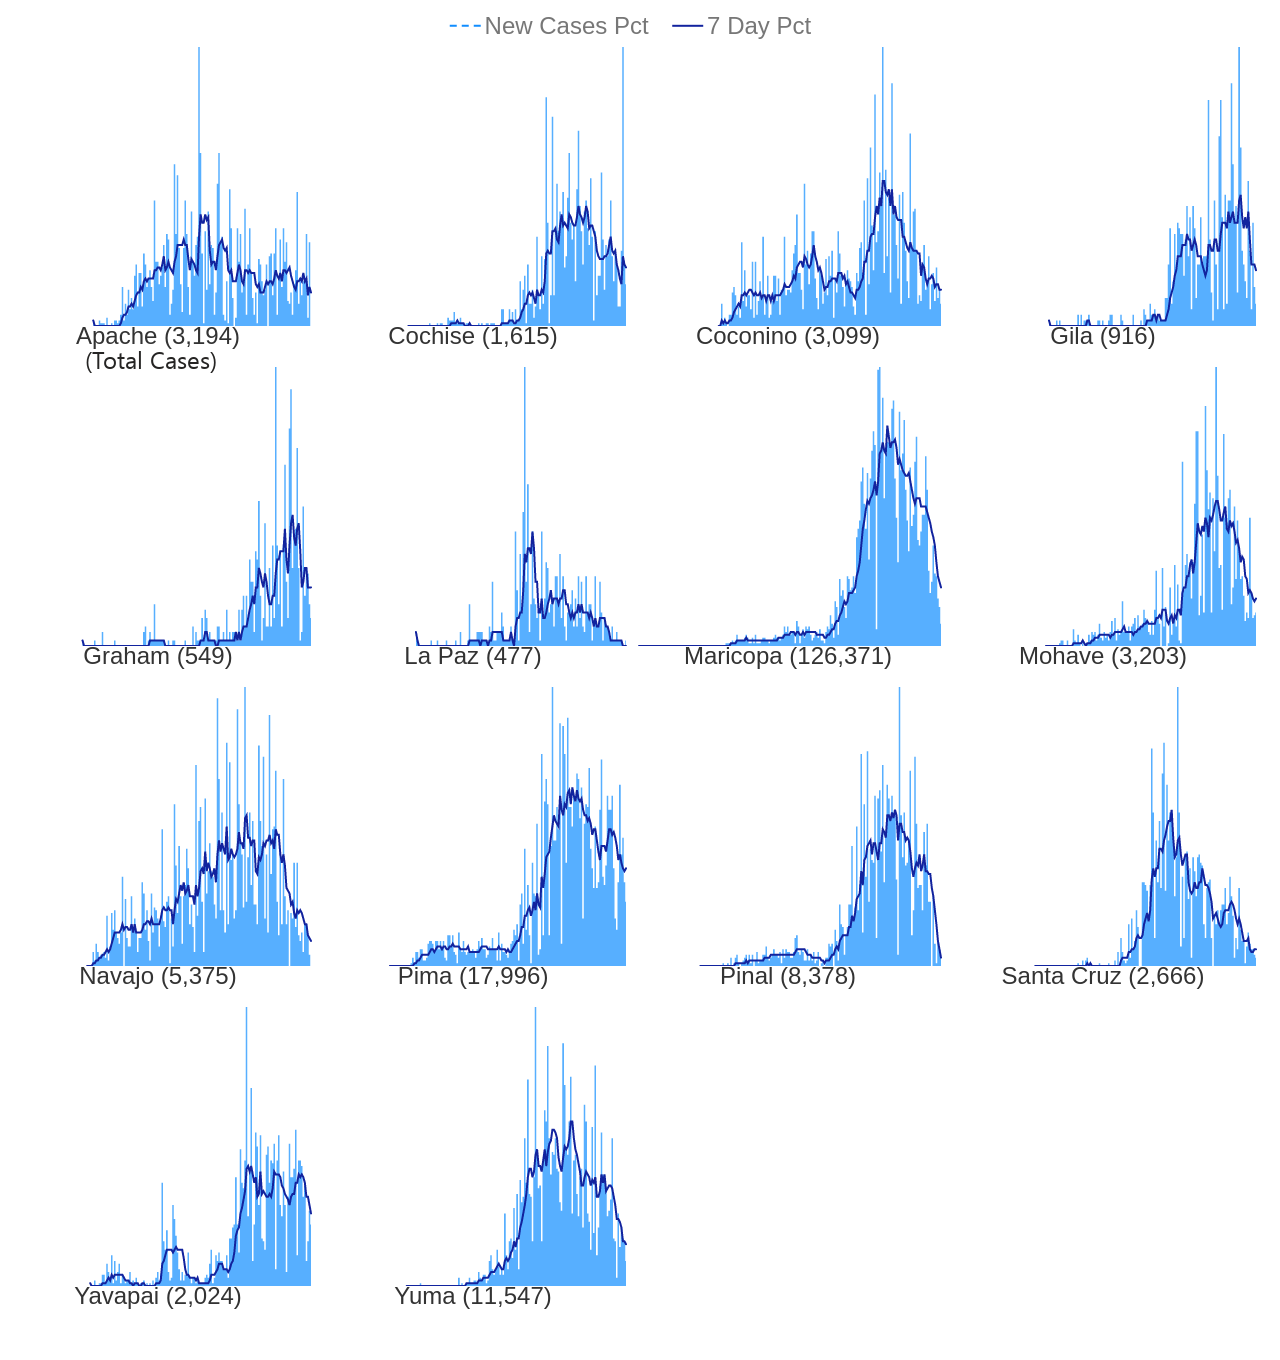 New Cases Pct 7 Day Pct
Apache (3,194) Cochise (1,615) Coconino (3,099) Gila (916)
(Total Cases)
Graham (549) La Paz (477) Maricopa (126,371) Mohave (3,203)
Navajo (5,375) Pima (17,996) Pinal (8,378) Santa Cruz (2,666)
Yavapai (2,024) Yuma (11,547)